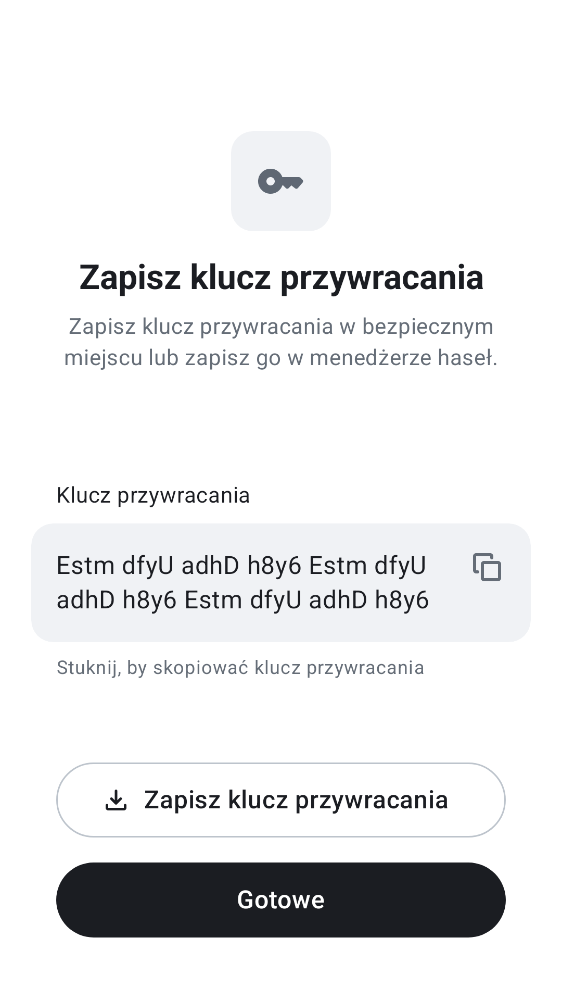 Zapisz klucz przywracania
Zapisz klucz przywracania w bezpiecznym
miejscu lub zapisz go w menedżerze haseł.
Klucz przywracania
Estm dfyU adhD h8y6 Estm dfyU
adhD h8y6 Estm dfyU adhD h8y6
Stuknij, by skopiować klucz przywracania
Zapisz klucz przywracania
Gotowe